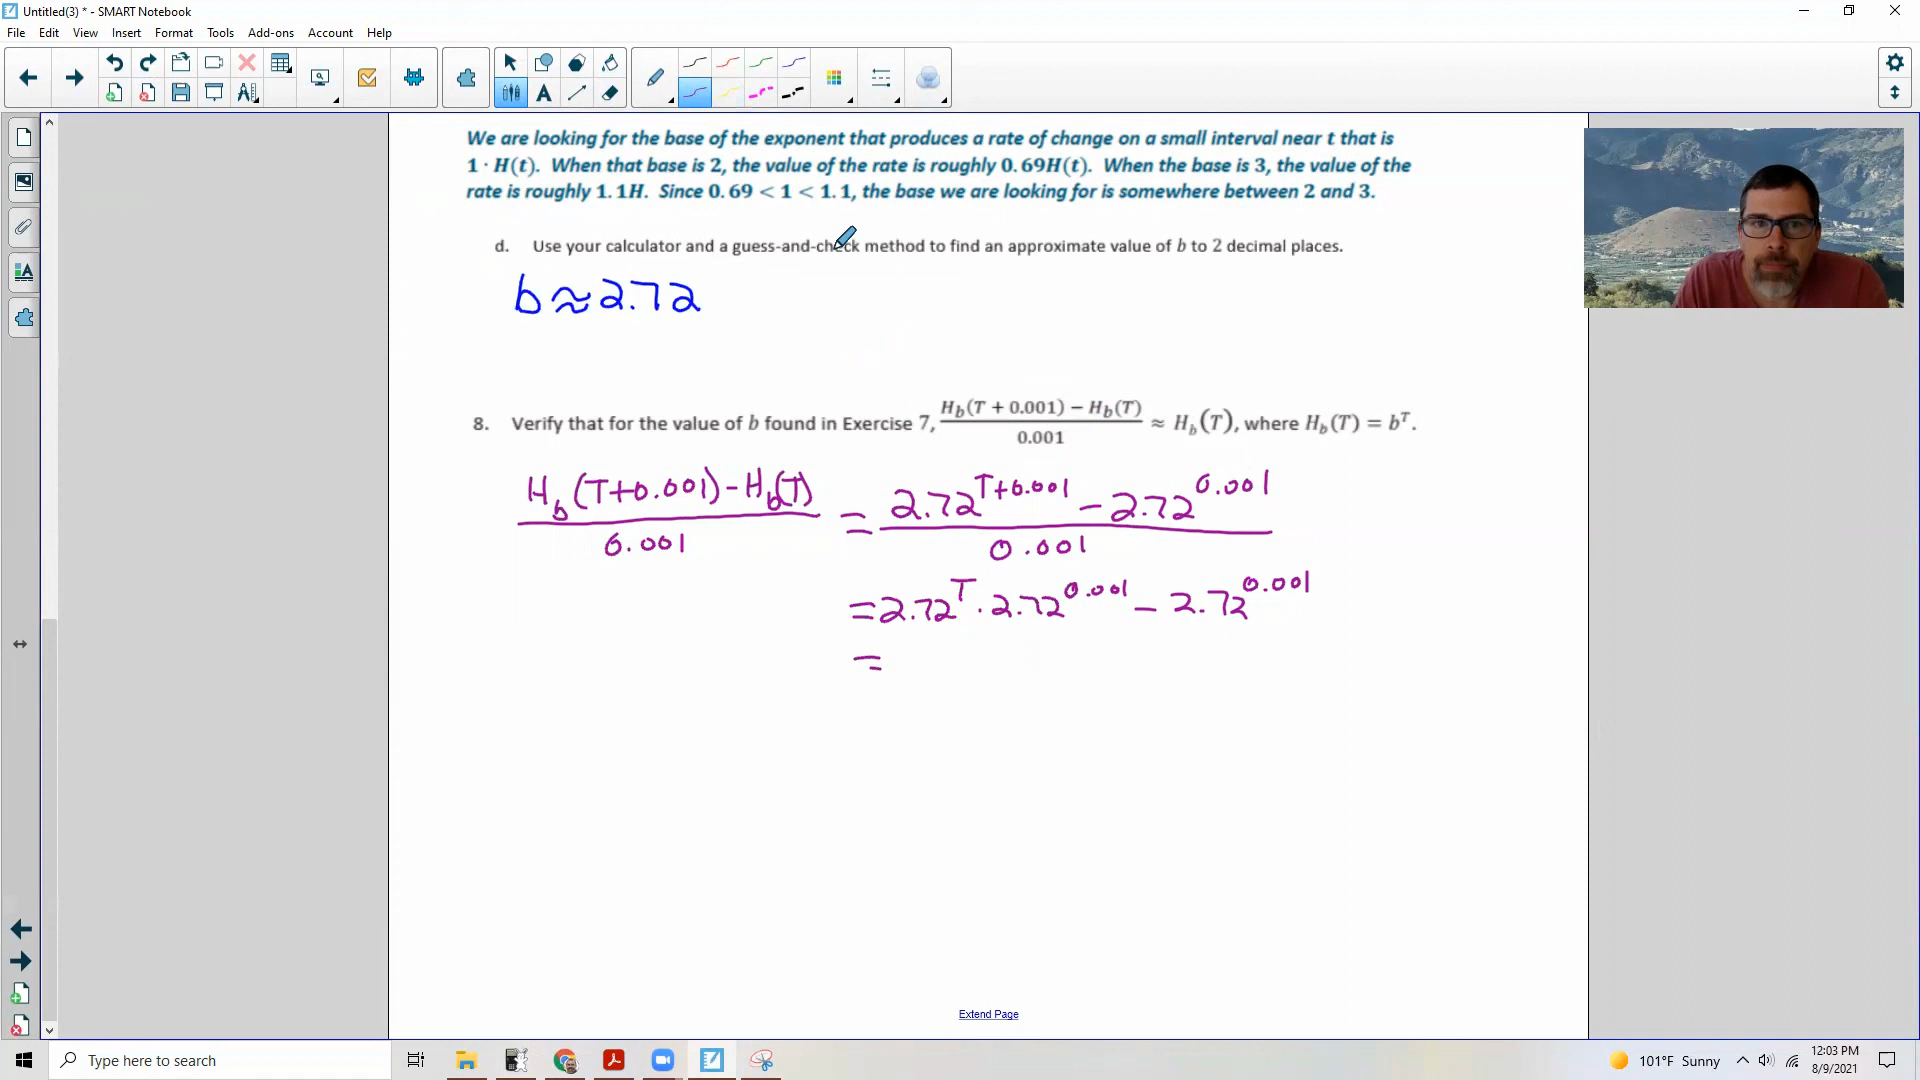 Untitled(3) * - SMART Notebook
File Edit View Insert Format Tools Add-ons Account Help
We are looking for the base of the exponent that produces a rate of change on a small interval near t that is
1 · H(t). When that base is 2, the value of the rate is roughly 0.69H(t). When the base is 3, the value of the
rate is roughly 1.1H. Since 0.69 < 1 < 1.1, the base we are looking for is somewhere between 2 and 3.
d. Use your calculator and a guess-and-check method to find an approximate value of b to 2 decimal places.
b ≈ 2.72
8. Verify that for the value of b found in Exercise 7, (H_b(T + 0.001) − H_b(T)) / 0.001 ≈ H_b(T), where H_b(T) = b^T.
(H_b(T+0.001) - H_b(T)) / 0.001 = (2.72^(T+0.001) - 2.72^0.001) / 0.001
= 2.72^T · 2.72^0.001 - 2.72^0.001
=
Extend Page
Type here to search
101°F Sunny
12:03 PM
8/9/2021